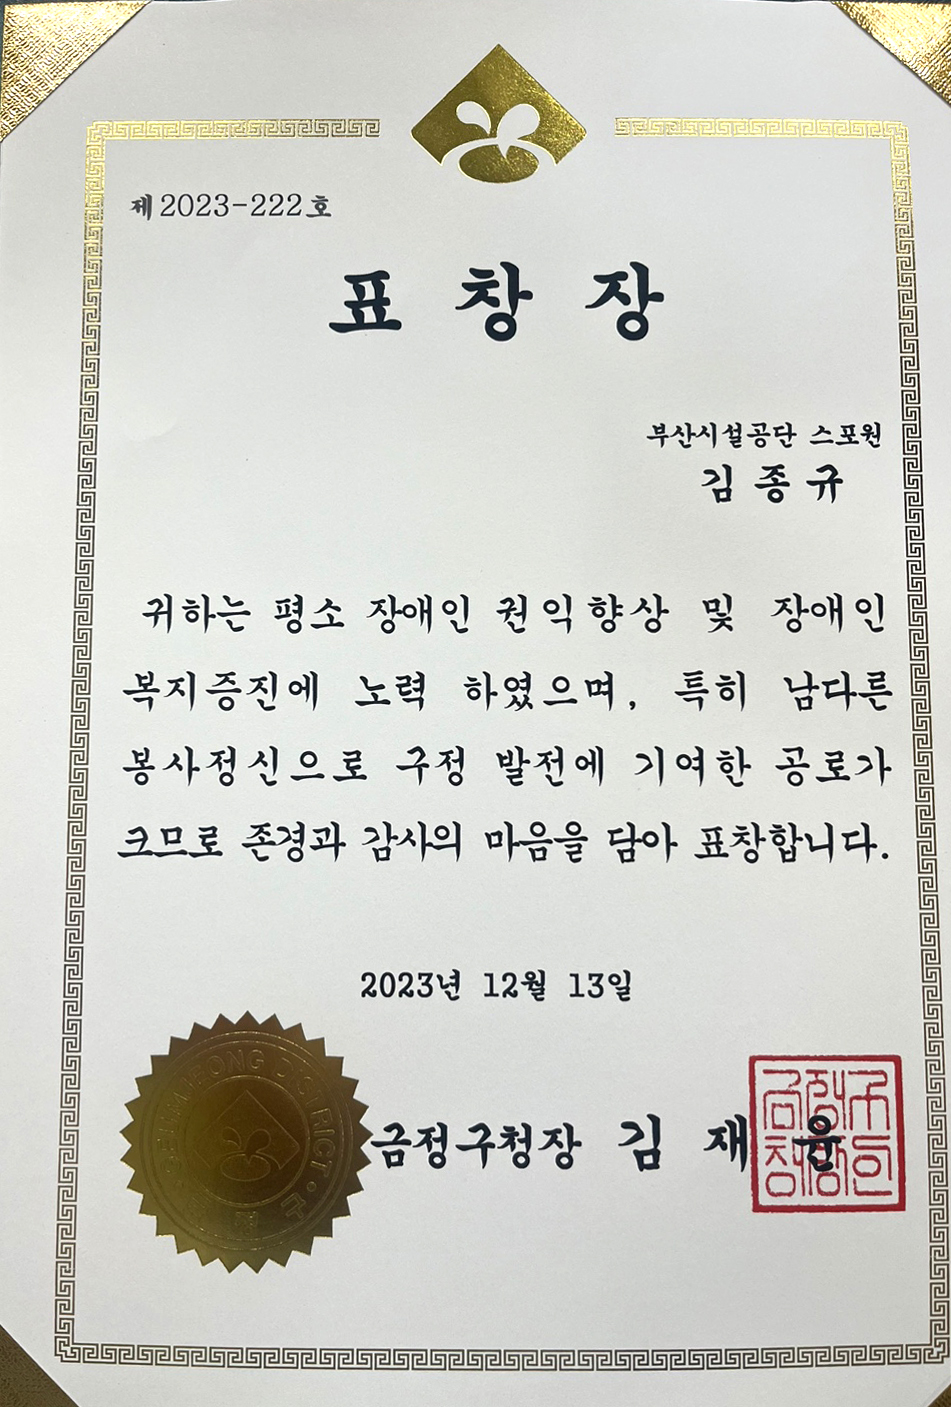 제2023-222호
표 창 장
부산시설공단 스포원
김 종 규
귀하는 평소 장애인 권익향상 및 장애인
복지증진에 노력 하였으며, 특히 남다른
봉사정신으로 구정 발전에 기여한 공로가
크므로 존경과 감사의 마음을 담아 표창합니다.
2023년 12월 13일
금정구청장 김 재 윤